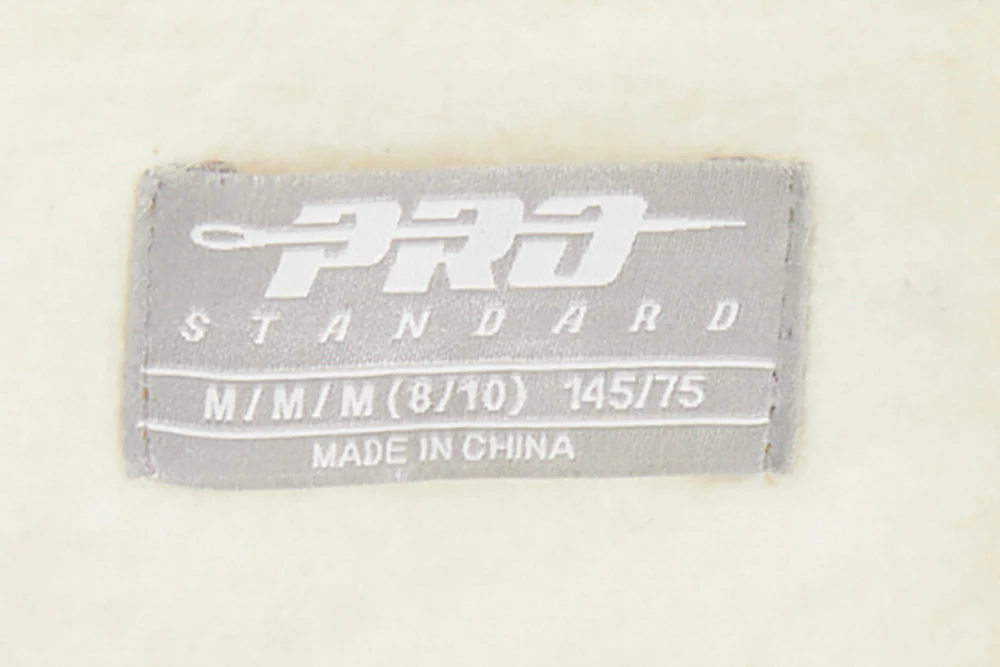 PRO
STANDARD
M/M/M (8/10) 145/75
MADE IN CHINA